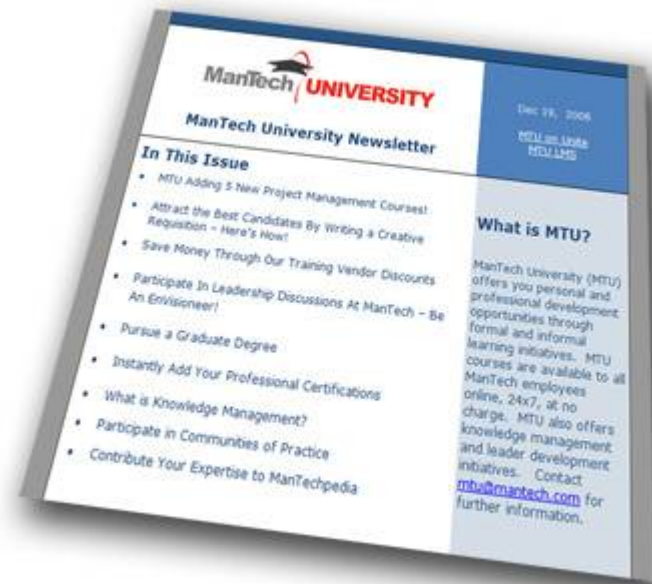 ManTech UNIVERSITY
ManTech University Newsletter
Dec 19, 2006
MTU on Unite
MTU LMS
In This Issue
• MTU Adding 5 New Project Management Courses!
• Attract the Best Candidates By Writing a Creative
Requisition – Here's How!
• Save Money Through Our Training Vendor Discounts
• Participate In Leadership Discussions At ManTech – Be
An EnVisioneer!
• Pursue a Graduate Degree
• Instantly Add Your Professional Certifications
• What is Knowledge Management?
• Participate in Communities of Practice
• Contribute Your Expertise to ManTechpedia
What is MTU?
ManTech University (MTU)
offers you personal and
professional development
opportunities through
formal and informal
learning initiatives. MTU
courses are available to all
ManTech employees
online, 24x7, at no
charge. MTU also offers
knowledge management
and leader development
initiatives. Contact
mtu@mantech.com for
further information.